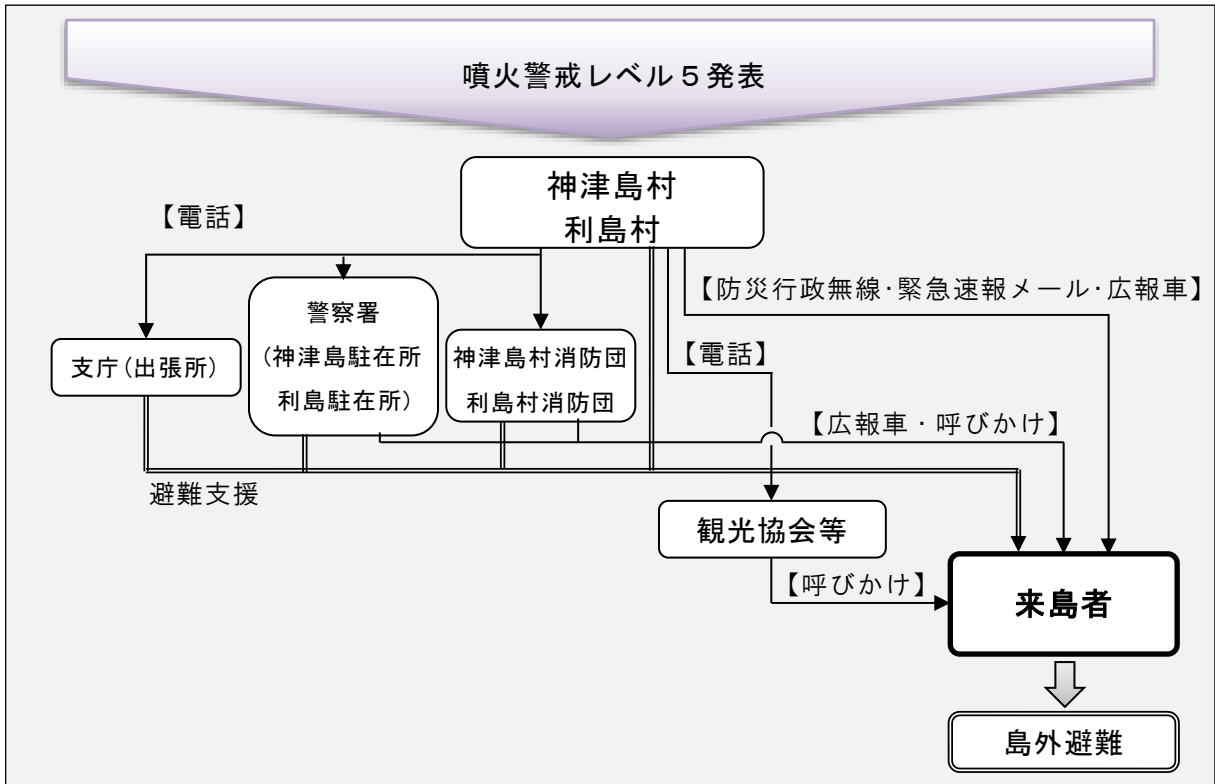 噴火警戒レベル５発表
神津島村
利島村
【電話】
【防災行政無線・緊急速報メール・広報車】
警察署
(神津島駐在所
利島駐在所)
支庁(出張所)
神津島村消防団
利島村消防団
【電話】
【広報車・呼びかけ】
避難支援
観光協会等
【呼びかけ】
来島者
島外避難